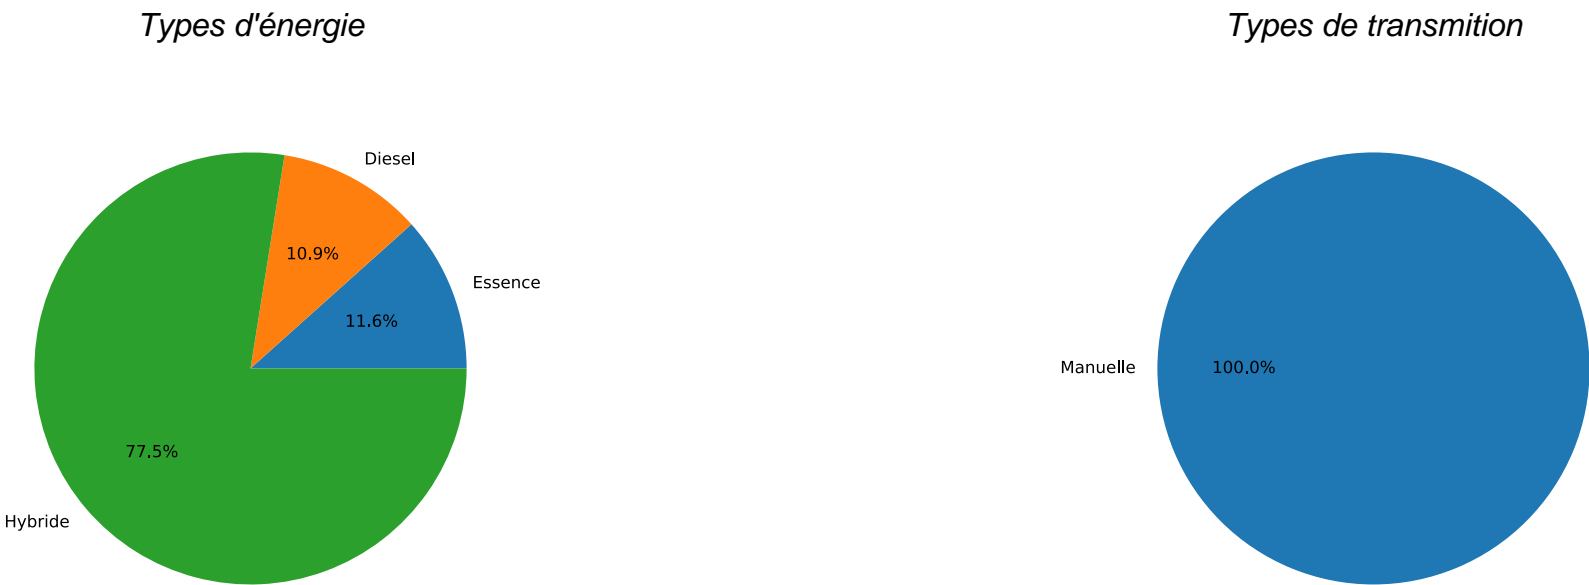 Types d'énergie
Types de transmition
Diesel
10.9%
Essence
11.6%
77.5%
Hybride
Manuelle
100.0%